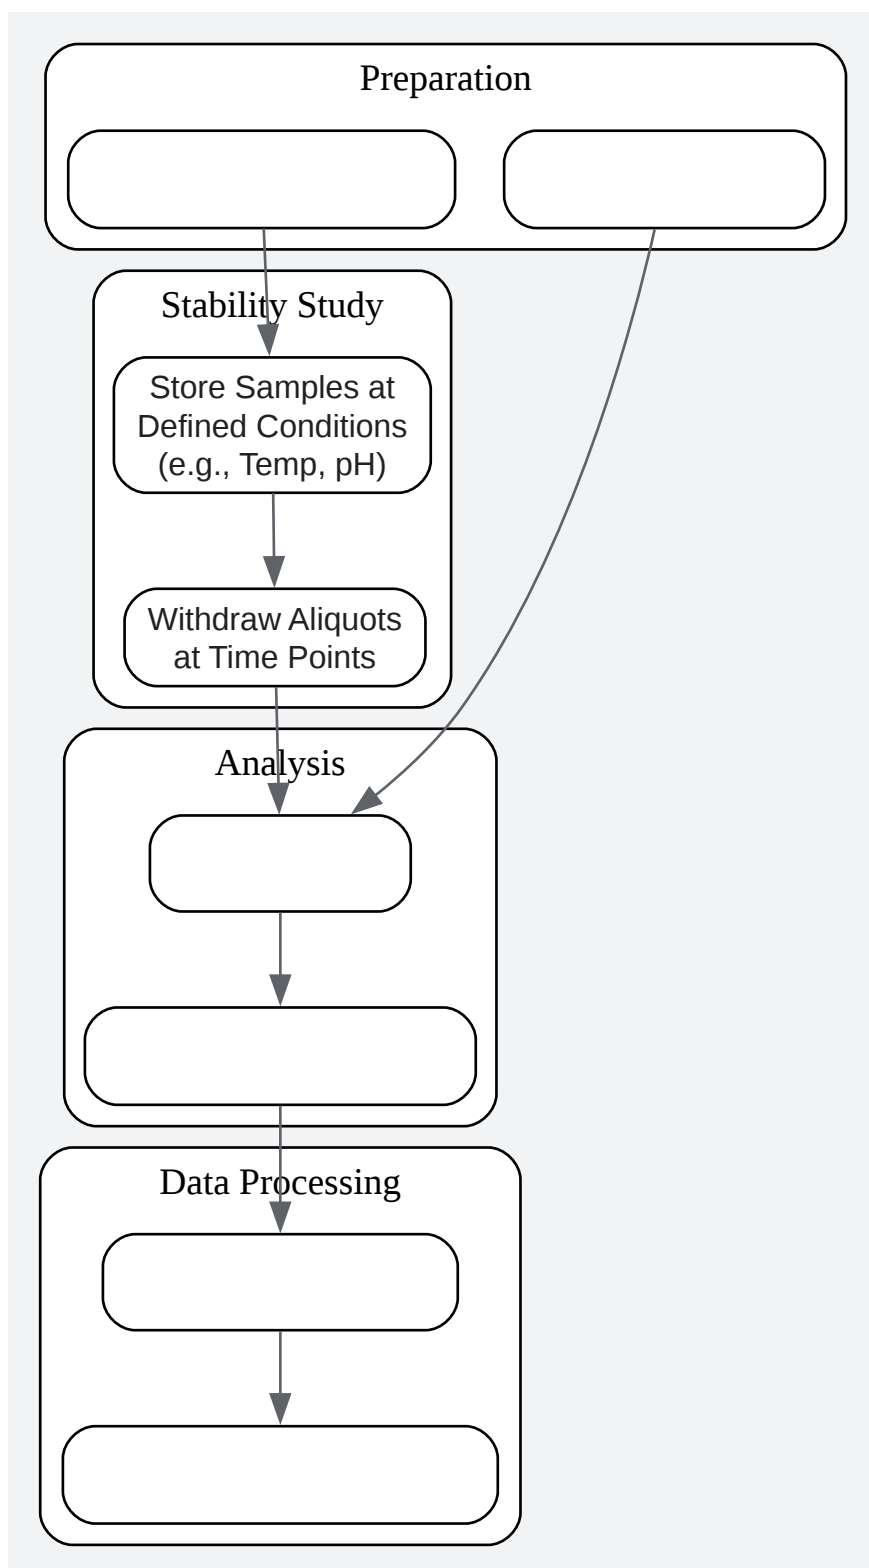 Preparation
Stability Study
Store Samples at
Defined Conditions
(e.g., Temp, pH)
Withdraw Aliquots
at Time Points
Analysis
Data Processing